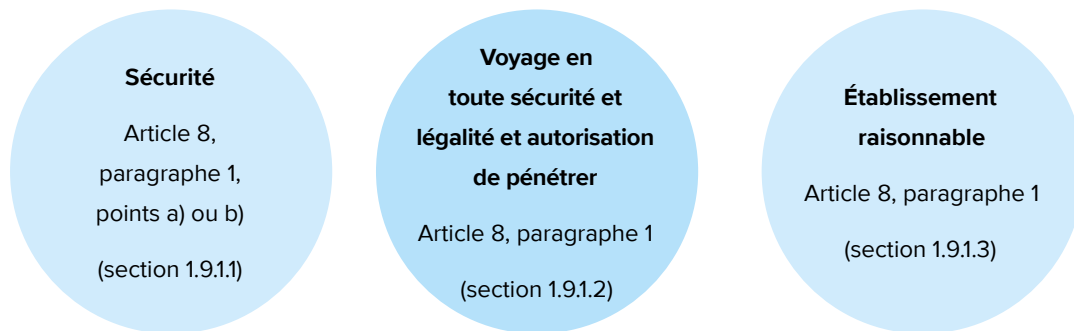 Sécurité
Article 8,
paragraphe 1,
points a) ou b)
(section 1.9.1.1)
Voyage en
toute sécurité et
légalité et autorisation
de pénétrer
Article 8, paragraphe 1
(section 1.9.1.2)
Établissement
raisonnable
Article 8, paragraphe 1
(section 1.9.1.3)